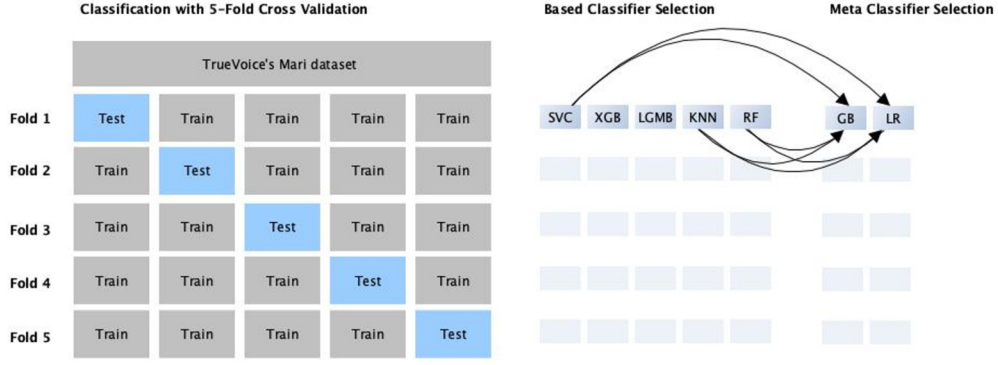 Classification with 5-Fold Cross Validation
Based Classifier Selection
Meta Classifier Selection
TrueVoice's Mari dataset
Fold 1 Test Train Train Train Train SVC XGB LGMB KNN RF GB LR
Fold 2 Train Test Train Train Train
Fold 3 Train Train Test Train Train
Fold 4 Train Train Train Test Train
Fold 5 Train Train Train Train Test